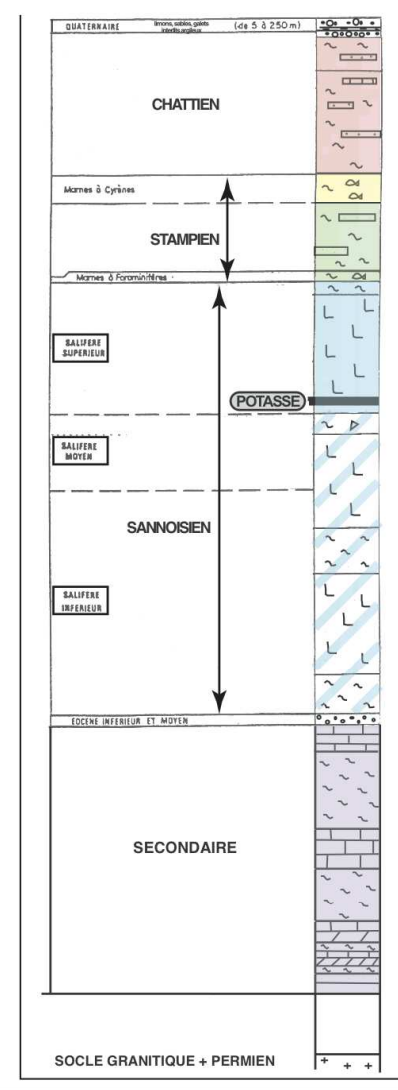 QUATERNAIRE limons, sables, galets (de 5 à 250 m)
interlits argileux
CHATTIEN
Marnes à Cyrènes
STAMPIEN
Marnes à Foraminifères
SALIFERE
SUPERIEUR
POTASSE
SALIFERE
MOYEN
SANNOISIEN
SALIFERE
INFERIEUR
EOCENE INFERIEUR ET MOYEN
SECONDAIRE
SOCLE GRANITIQUE + PERMIEN